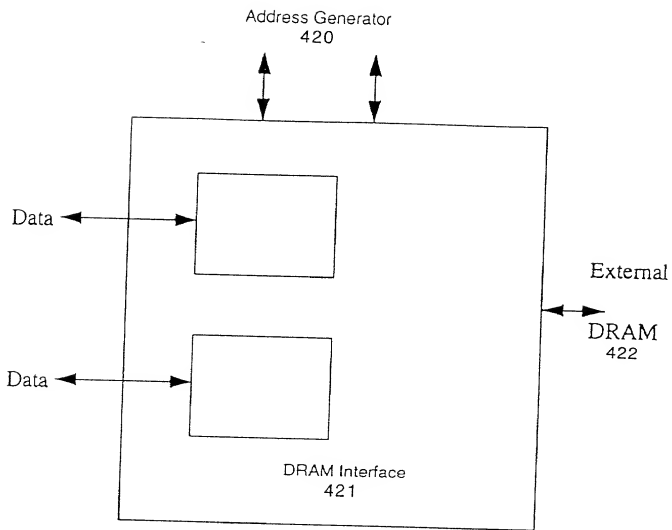 Address Generator
420
Data
External
DRAM
422
Data
DRAM Interface
421